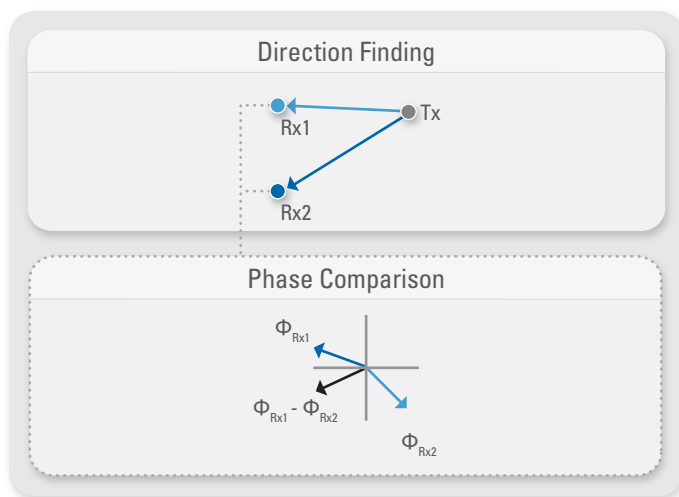 Direction Finding
Tx
Rx1
Rx2
Phase Comparison
ΦRx1
ΦRx1 - ΦRx2
ΦRx2